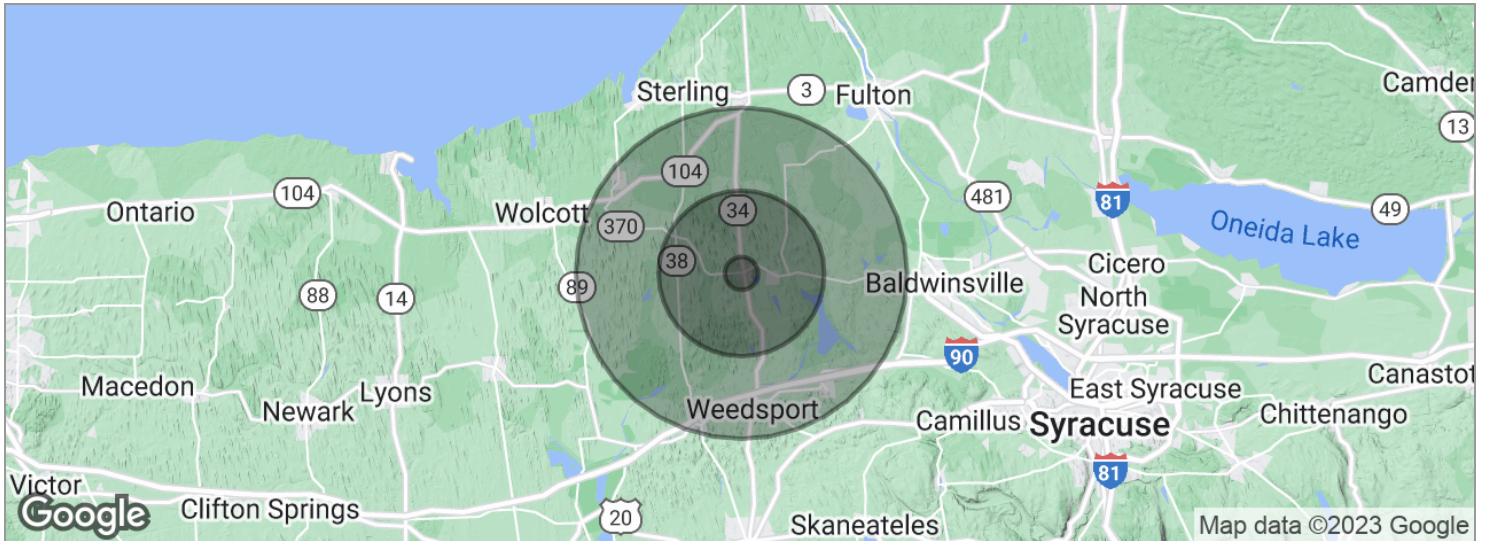 Sterling
3
Fulton
Camder
13
104
104
Ontario
Wolcott
34
481
81
49
370
Oneida Lake
38
Cicero
89
Baldwinsville
88
14
North
Syracuse
90
Macedon
Lyons
East Syracuse
Canastot
Newark
Weedsport
Camillus
Syracuse
Chittenango
81
Victor
Clifton Springs
20
Google
Skaneateles
Map data ©2023 Google